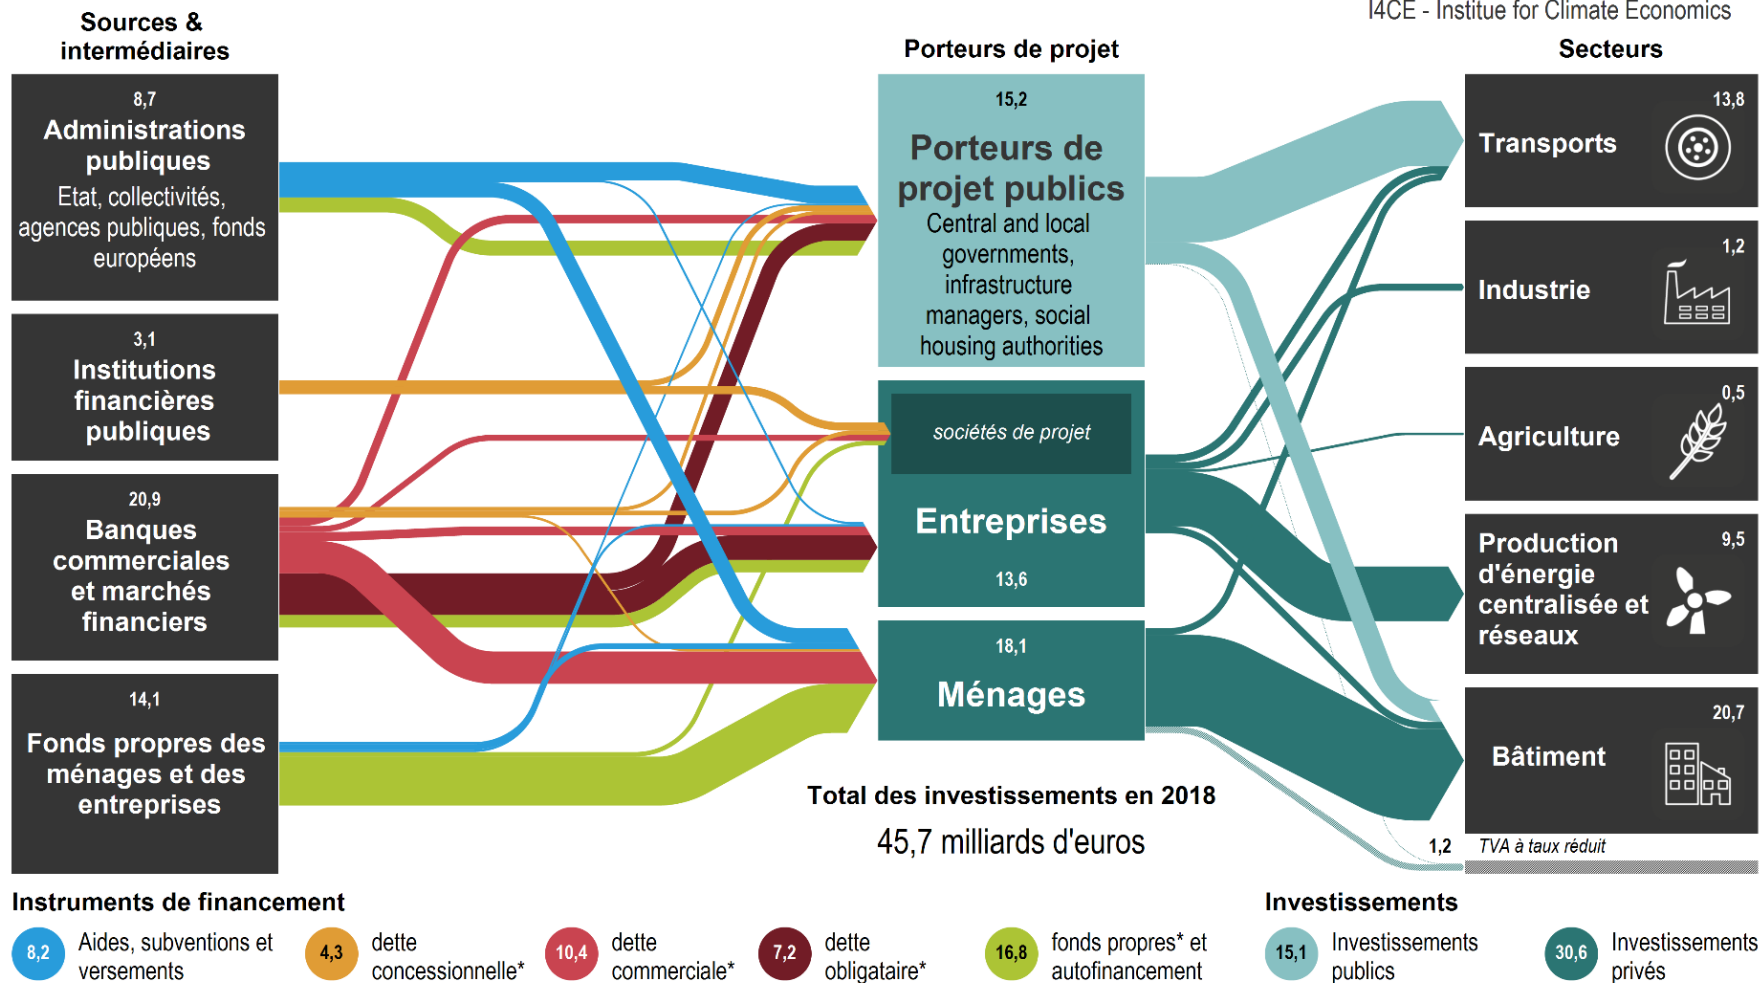 I4CE - Institue for Climate Economics
Sources &
intermédiaires
Porteurs de projet
Secteurs
8,7
Administrations
publiques
Etat, collectivités,
agences publiques, fonds
européens
3,1
Institutions
financières
publiques
20,9
Banques
commerciales
et marchés
financiers
14,1
Fonds propres des
ménages et des
entreprises
15,2
Porteurs de
projet publics
Central and local
governments,
infrastructure
managers, social
housing authorities
sociétés de projet
Entreprises
13,6
18,1
Ménages
Total des investissements en 2018
45,7 milliards d'euros
13,8
Transports
1,2
Industrie
0,5
Agriculture
Production
d'énergie
centralisée et
réseaux
9,5
20,7
Bâtiment
1,2
TVA à taux réduit
Instruments de financement
8,2
Aides, subventions et
versements
4,3
dette
concessionnelle*
10,4
dette
commerciale*
7,2
dette
obligataire*
16,8
fonds propres* et
autofinancement
Investissements
15,1
Investissements
publics
30,6
Investissements
privés